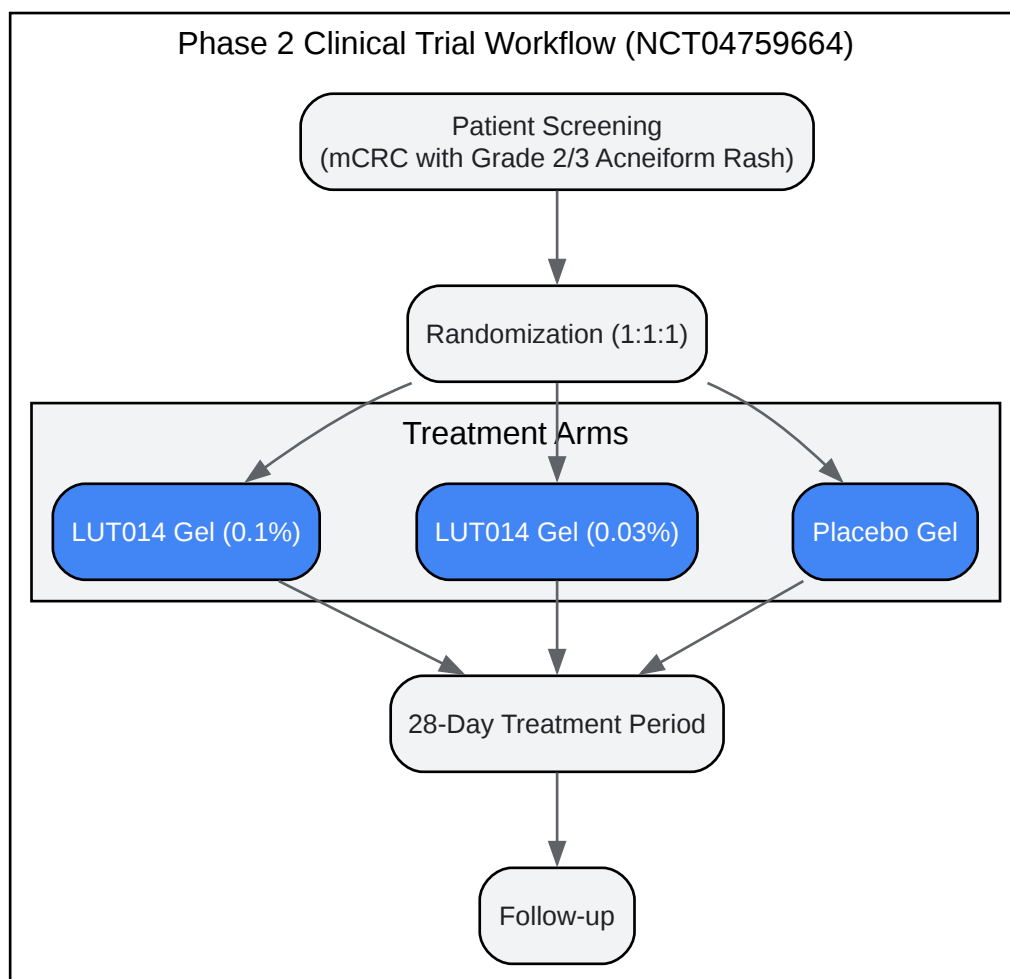 Phase 2 Clinical Trial Workflow (NCT04759664)
Patient Screening
(mCRC with Grade 2/3 Acneiform Rash)
Randomization (1:1:1)
Treatment Arms
LUT014 Gel (0.1%)
LUT014 Gel (0.03%)
Placebo Gel
28-Day Treatment Period
Follow-up